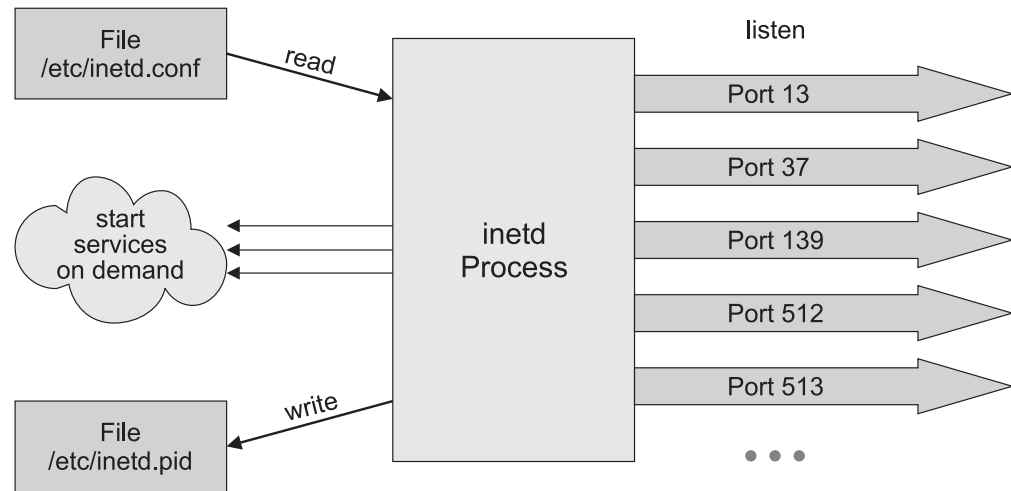 File
/etc/inetd.conf
read
listen
Port 13
Port 37
Port 139
Port 512
Port 513
start
services
on demand
inetd
Process
write
File
/etc/inetd.pid